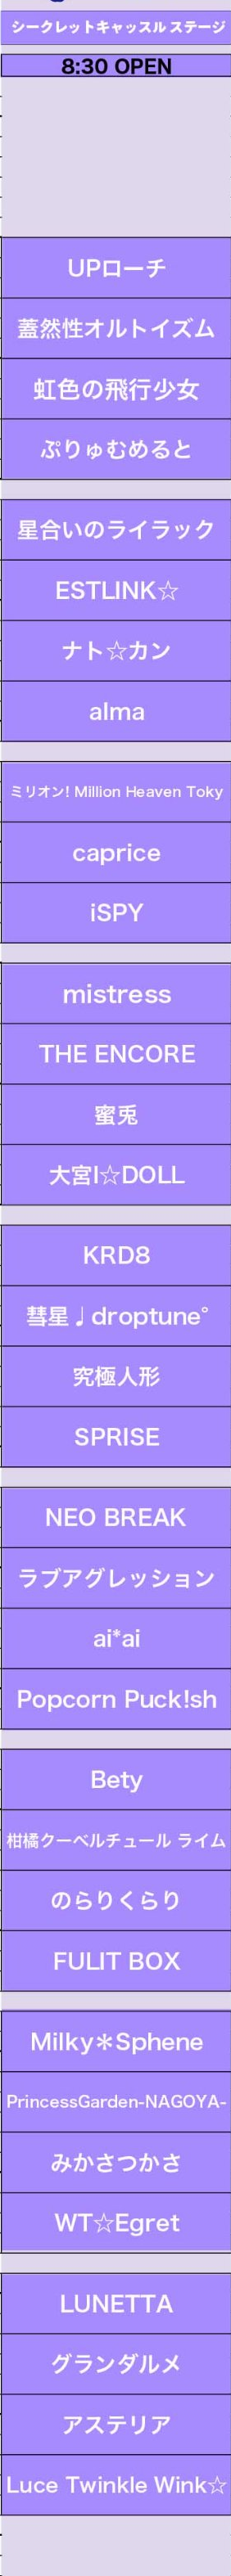 シークレットキャッスル ステージ
8:30 OPEN
UPローチ
蓋然性オルトイズム
虹色の飛行少女
ぷりゅむめると
星合いのライラック
ESTLINK☆
ナト☆カン
alma
ミリオン! Million Heaven Toky
caprice
iSPY
mistress
THE ENCORE
蜜兎
大宮I☆DOLL
KRD8
彗星♩droptune°
究極人形
SPRISE
NEO BREAK
ラブアグレッション
ai*ai
Popcorn Puck!sh
Bety
柑橘クーベルチュール ライム
のらりくらり
FULIT BOX
Milky＊Sphene
PrincessGarden-NAGOYA-
みかさつかさ
WT☆Egret
LUNETTA
グランダルメ
アステリア
Luce Twinkle Wink☆